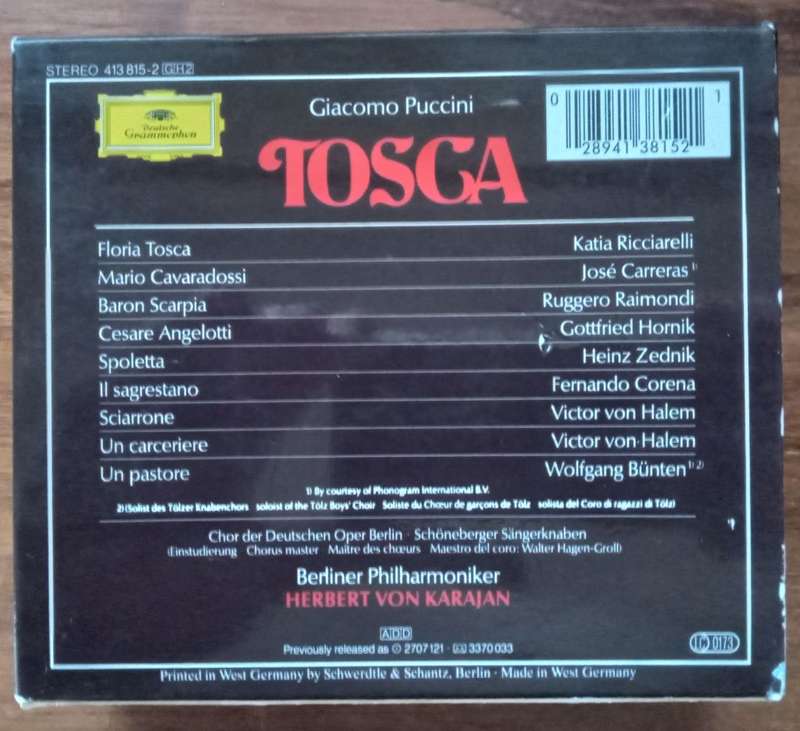 STEREO 413 815-2 GH2
Deutsche
Grammophon
Giacomo Puccini
TOSCA
0 28941 38152 1
Floria Tosca Katia Ricciarelli
Mario Cavaradossi José Carreras 1)
Baron Scarpia Ruggero Raimondi
Cesare Angelotti Gottfried Hornik
Spoletta Heinz Zednik
Il sagrestano Fernando Corena
Sciarrone Victor von Halem
Un carceriere Victor von Halem
Un pastore Wolfgang Bünten 1) 2)
1) By courtesy of Phonogram International B.V.
2) (Solist des Tölzer Knabenchors soloist of the Tölz Boys' Choir Soliste du Chœur de garçons de Tölz solista del Coro di ragazzi di Tölz)
Chor der Deutschen Oper Berlin · Schöneberger Sängerknaben
(Einstudierung Chorus master Maître des chœurs Maestro del coro: Walter Hagen-Groll)
Berliner Philharmoniker
HERBERT VON KARAJAN
ADD
Previously released as 2707 121 · 3370 033
0173
Printed in West Germany by Schwerdtle & Schantz, Berlin · Made in West Germany